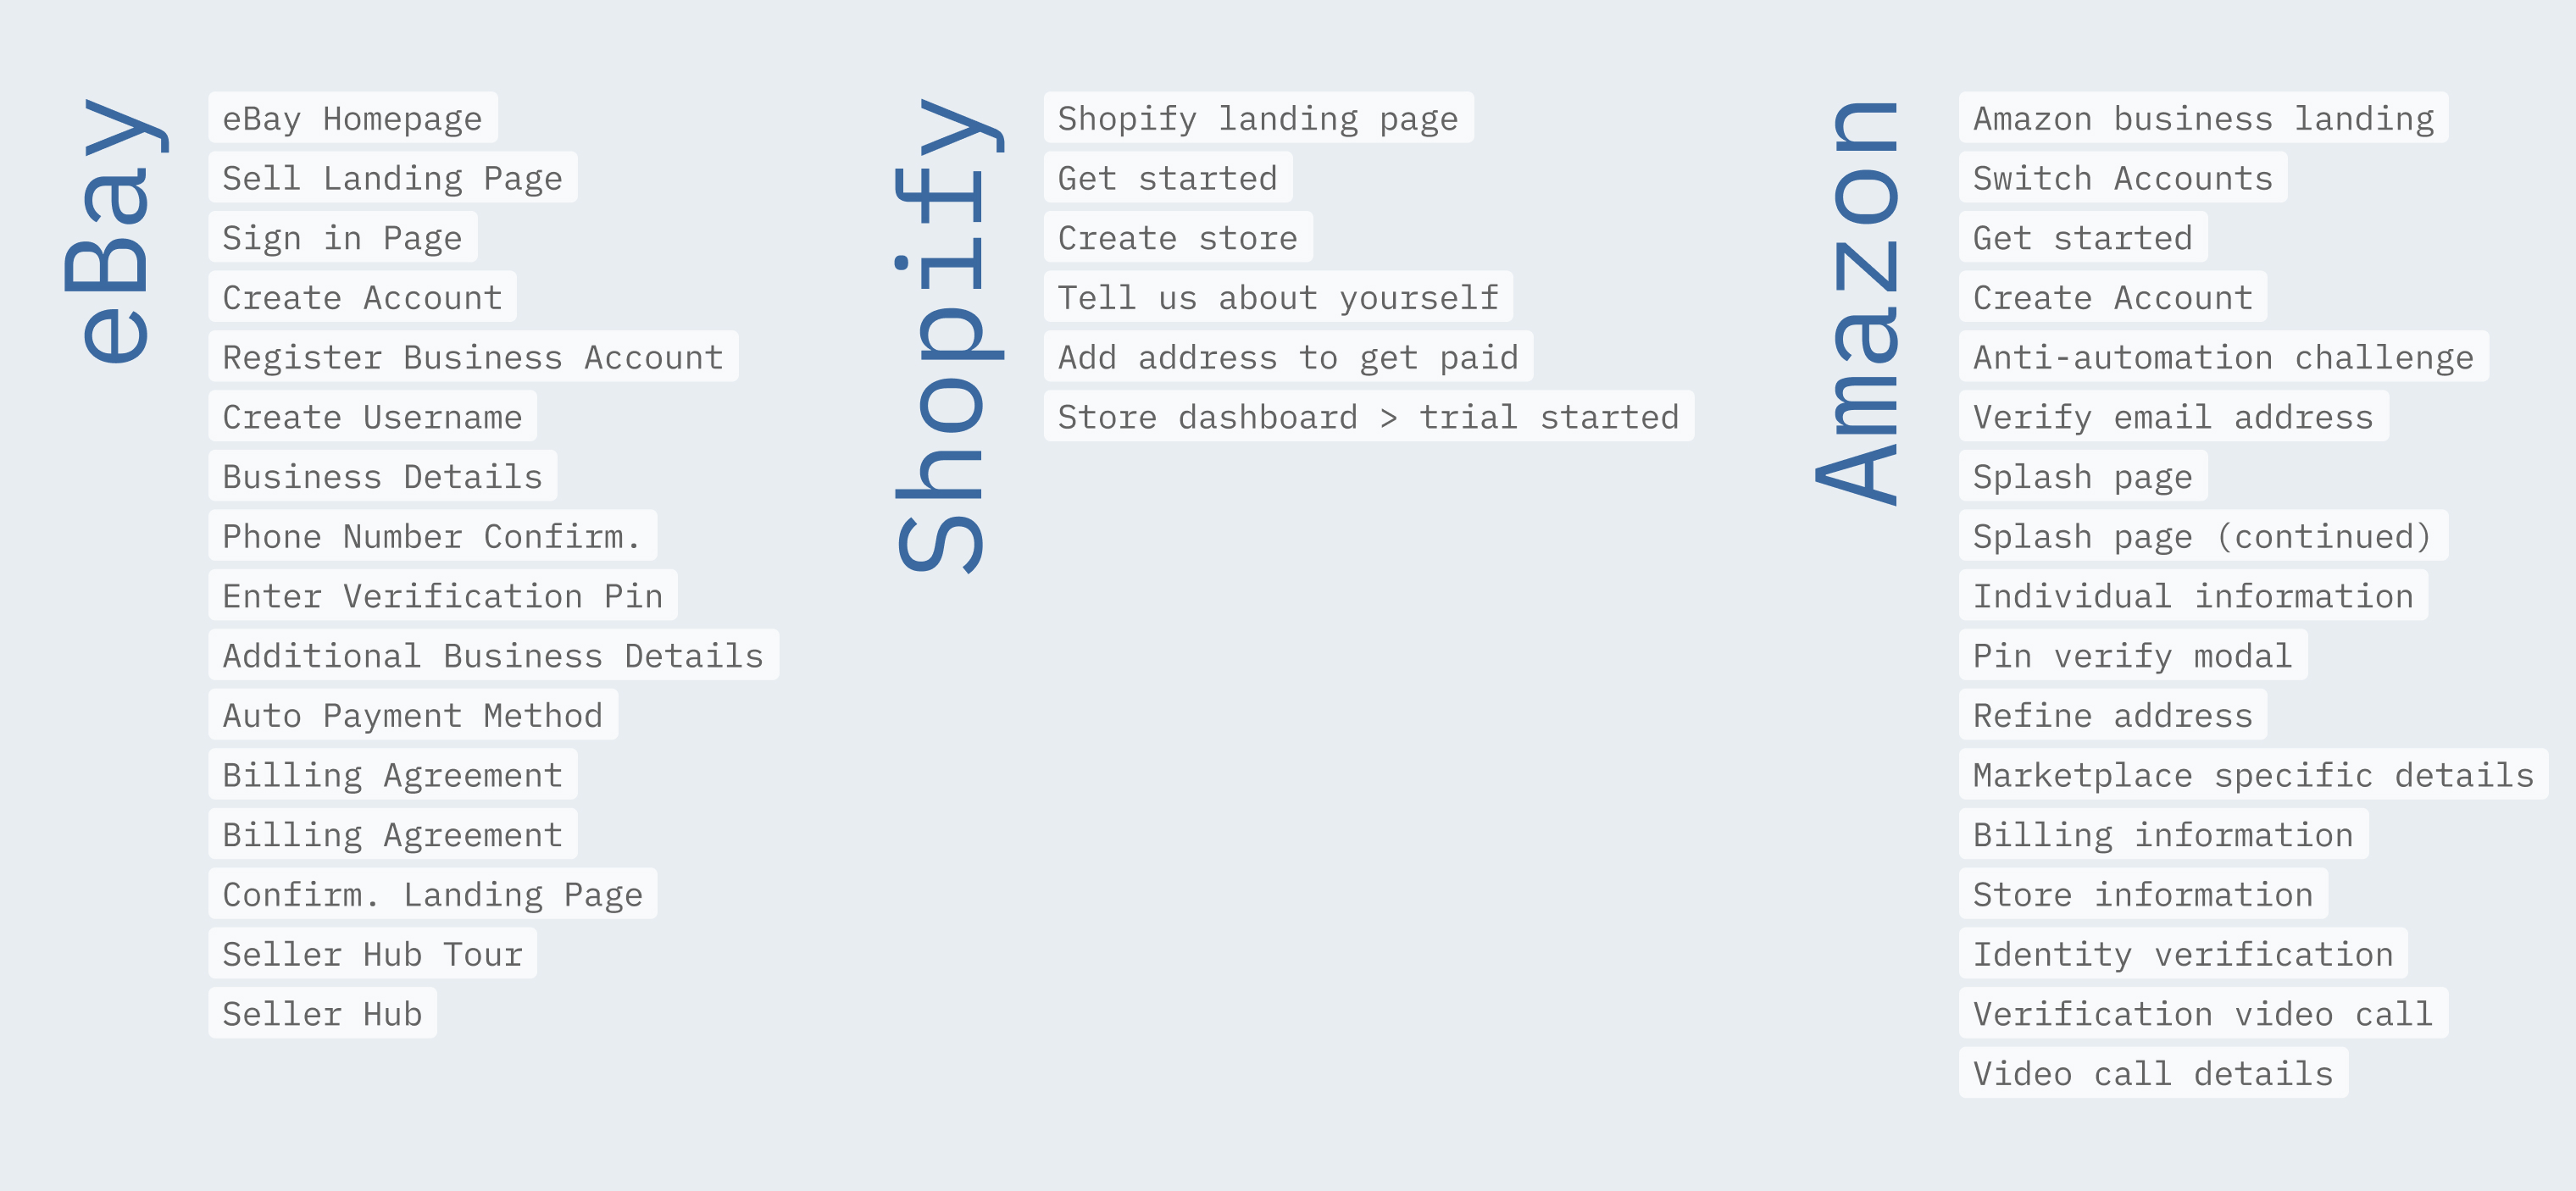 eBay
eBay Homepage
Sell Landing Page
Sign in Page
Create Account
Register Business Account
Create Username
Business Details
Phone Number Confirm.
Enter Verification Pin
Additional Business Details
Auto Payment Method
Billing Agreement
Billing Agreement
Confirm. Landing Page
Seller Hub Tour
Seller Hub
Shopify
Shopify landing page
Get started
Create store
Tell us about yourself
Add address to get paid
Store dashboard > trial started
Amazon
Amazon business landing
Switch Accounts
Get started
Create Account
Anti-automation challenge
Verify email address
Splash page
Splash page (continued)
Individual information
Pin verify modal
Refine address
Marketplace specific details
Billing information
Store information
Identity verification
Verification video call
Video call details